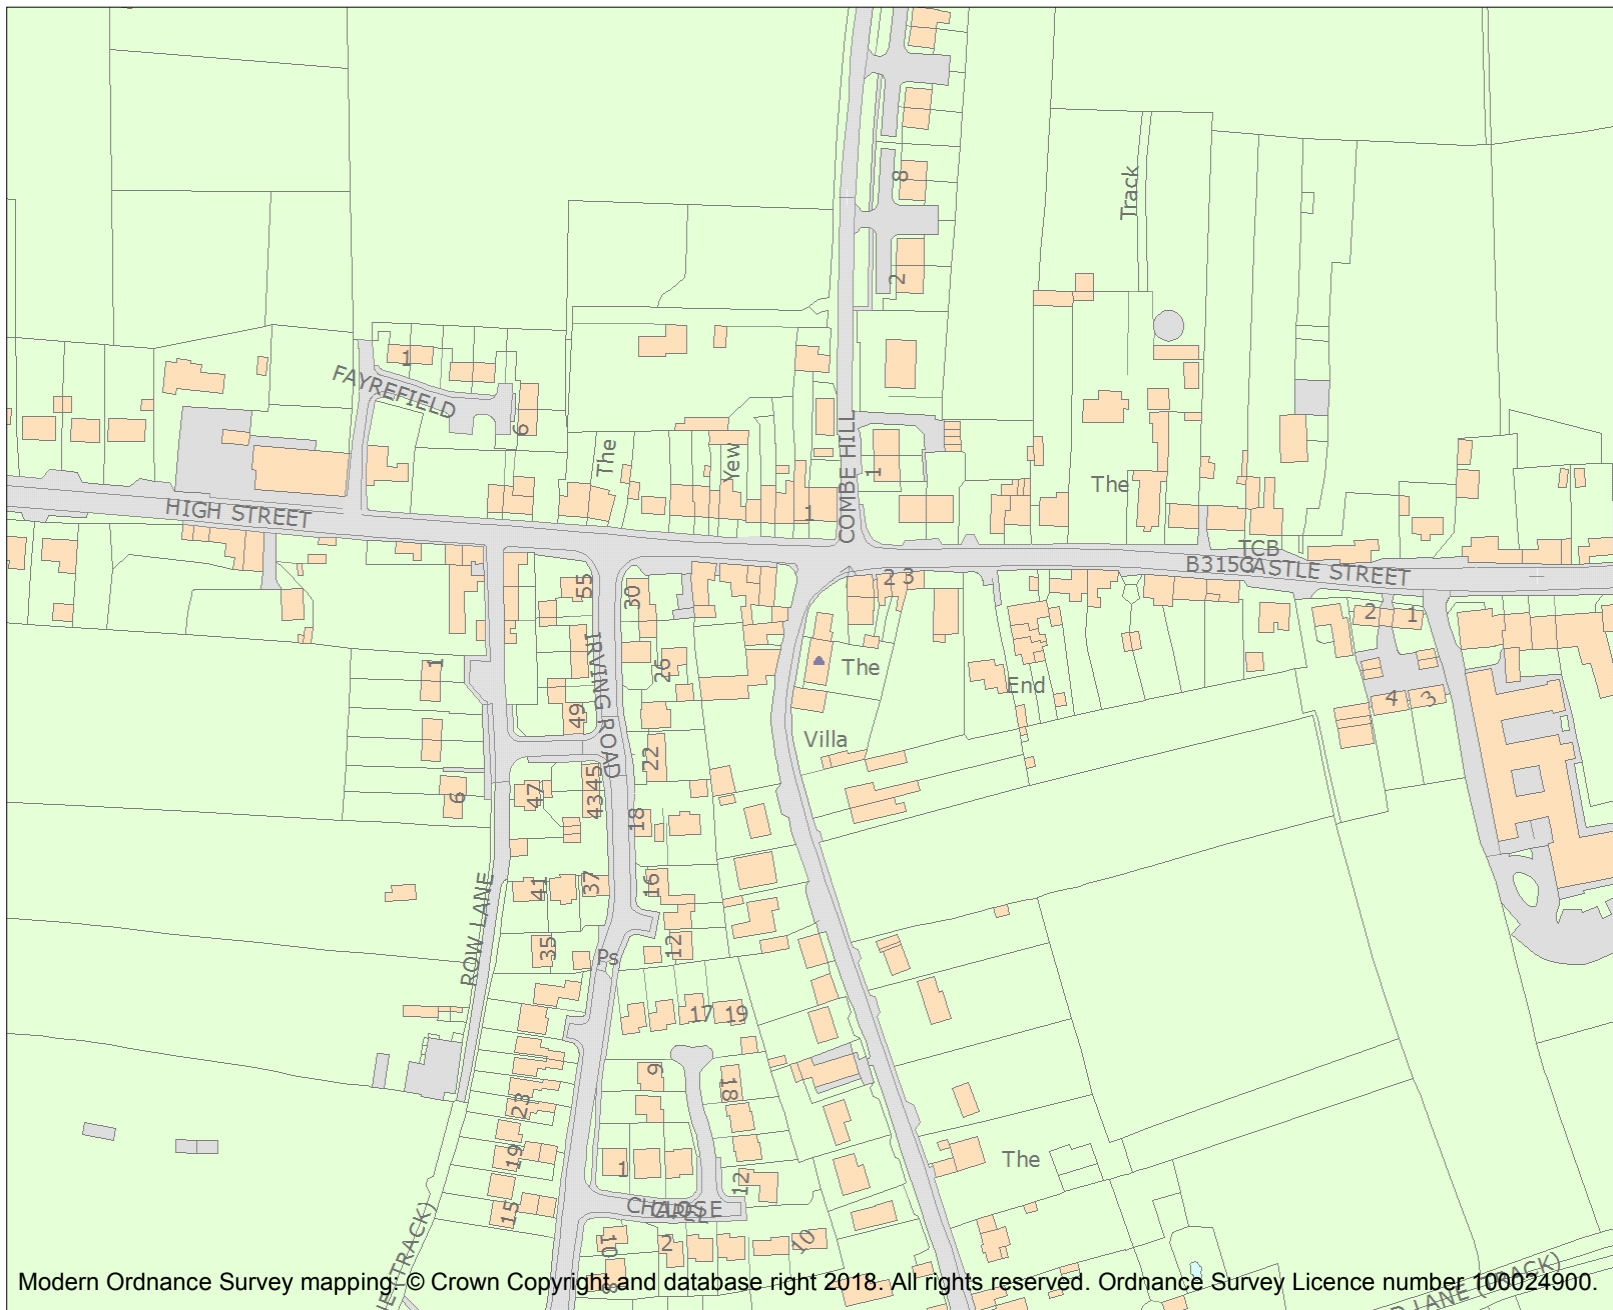 Track
8
2
1
FAYREFIELD
6
The
Yew
COMBE HILL
1
1
The
HIGH STREET
TCB
B3153
CASTLE STREET
55
30
2 3
2
1
1
IRVING ROAD
26
The
End
4
3
49
Villa
22
45
6
47
43
18
41
37
16
ROW LANE
35
Ps
12
17
19
9
18
23
19
1
The
12
15
CLOSE
10
2
10
8
(TRACK)
LANE (TRACK)
Modern Ordnance Survey mapping: © Crown Copyright and database right 2018. All rights reserved. Ordnance Survey Licence number 100024900.